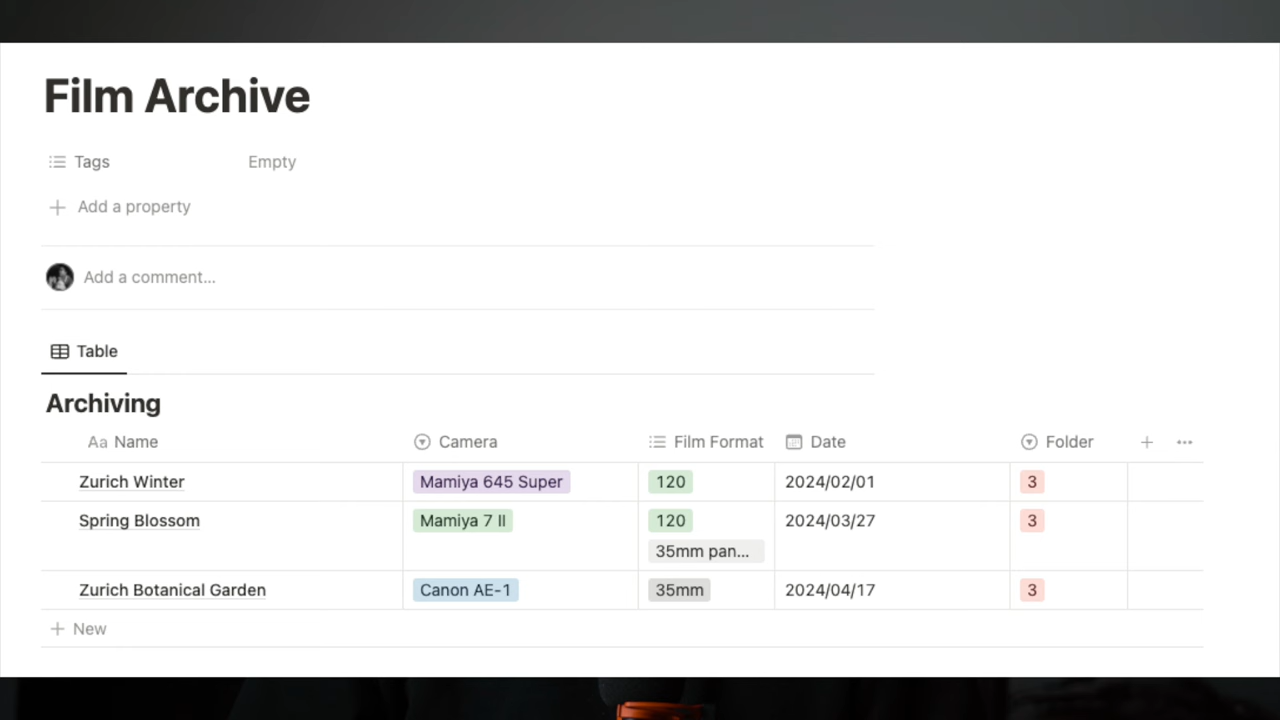 Film Archive
Tags Empty
Add a property
Add a comment...
Table
Archiving
Aa Name Camera Film Format Date Folder
Zurich Winter Mamiya 645 Super 120 2024/02/01 3
Spring Blossom Mamiya 7 II 120 2024/03/27 3
35mm pan...
Zurich Botanical Garden Canon AE-1 35mm 2024/04/17 3
New